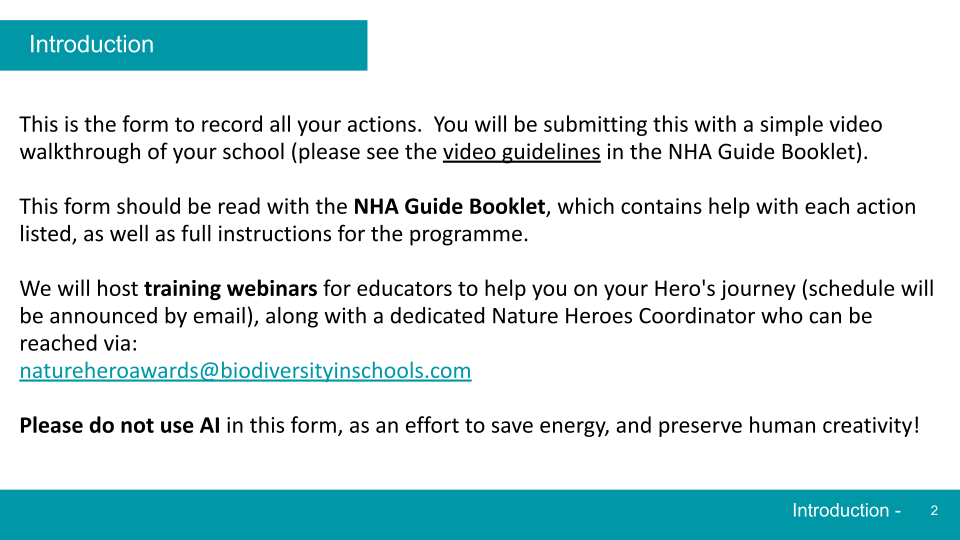 Introduction
This is the form to record all your actions.  You will be submitting this with a simple video
walkthrough of your school (please see the video guidelines in the NHA Guide Booklet).
This form should be read with the NHA Guide Booklet, which contains help with each action
listed, as well as full instructions for the programme.
We will host training webinars for educators to help you on your Hero's journey (schedule will
be announced by email), along with a dedicated Nature Heroes Coordinator who can be
reached via:
natureheroawards@biodiversityinschools.com
Please do not use AI in this form, as an effort to save energy, and preserve human creativity!
Introduction - 2